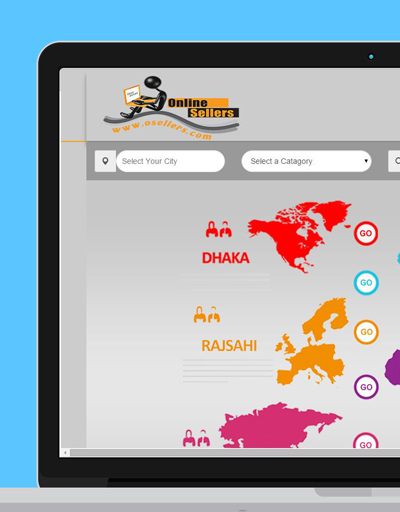 Online
Sellers
www.osellers.com
Select Your City
Select a Catagory
GO
DHAKA
GO
GO
RAJSAHI
GO
GO